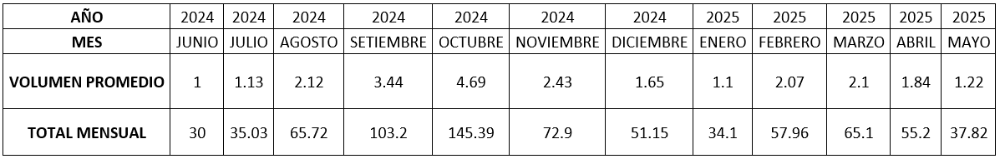 AÑO 2024 2024 2024 2024 2024 2024 2024 2025 2025 2025 2025 2025
MES JUNIO JULIO AGOSTO SETIEMBRE OCTUBRE NOVIEMBRE DICIEMBRE ENERO FEBRERO MARZO ABRIL MAYO
VOLUMEN PROMEDIO 1 1.13 2.12 3.44 4.69 2.43 1.65 1.1 2.07 2.1 1.84 1.22
TOTAL MENSUAL 30 35.03 65.72 103.2 145.39 72.9 51.15 34.1 57.96 65.1 55.2 37.82